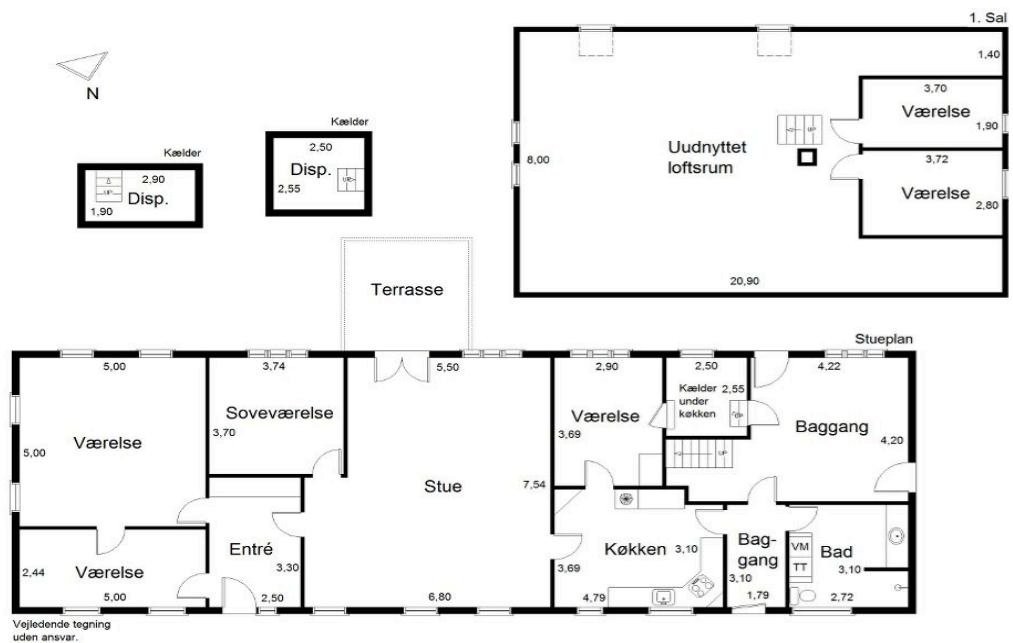 1. Sal
1,40
3,70
Værelse
1,90
8,00
Uudnyttet
loftsrum
UP
3,72
Værelse
2,80
20,90
N
Kælder
2,90
UP
Disp.
1,90
Kælder
2,50
Disp.
UP
2,55
Terrasse
Stueplan
5,00
Værelse
5,00
3,74
Soveværelse
3,70
5,50
Stue
7,54
6,80
2,90
Værelse
3,69
2,50
Kælder
under
køkken
2,55
UP
UP
4,22
Baggang
4,20
2,44
Værelse
5,00
Entré
3,30
2,50
Køkken
3,10
3,69
4,79
Bag-
gang
3,10
1,79
VM
TT
Bad
3,10
2,72
Vejledende tegning
uden ansvar.